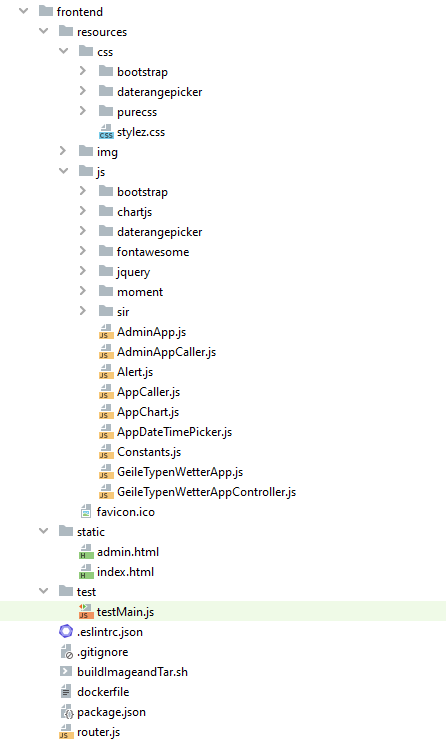 frontend
resources
css
bootstrap
daterangepicker
purecss
stylez.css
img
js
bootstrap
chartjs
daterangepicker
fontawesome
jquery
moment
sir
AdminApp.js
AdminAppCaller.js
Alert.js
AppCaller.js
AppChart.js
AppDateTimePicker.js
Constants.js
GeileTypenWetterApp.js
GeileTypenWetterAppController.js
favicon.ico
static
admin.html
index.html
test
testMain.js
.eslintrc.json
.gitignore
buildImageandTar.sh
dockerfile
package.json
router.js